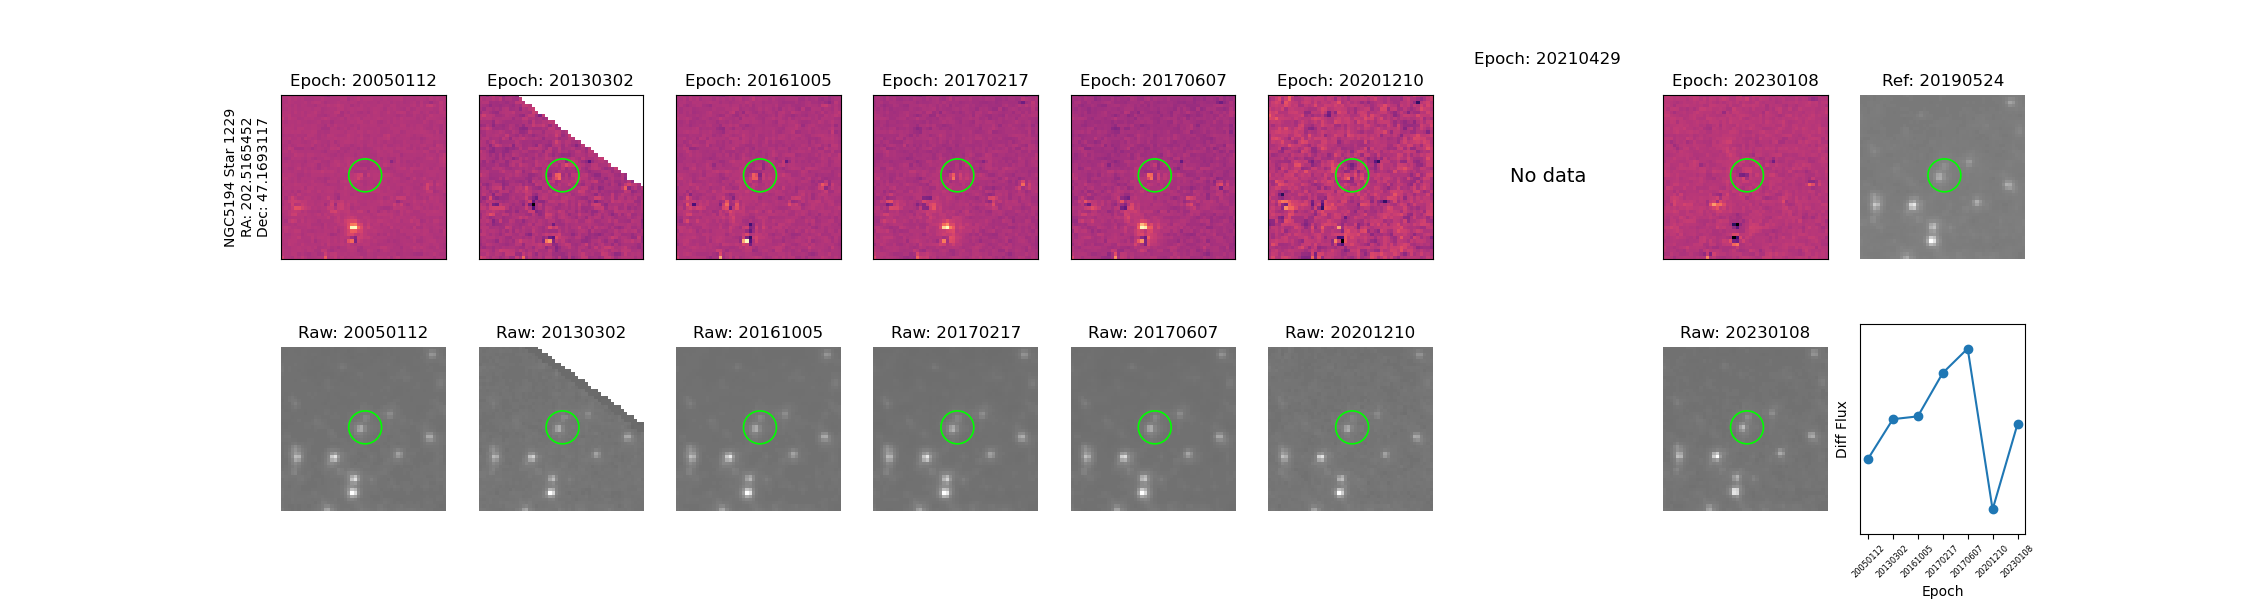 Epoch: 20210429
Epoch: 20050112
Epoch: 20130302
Epoch: 20161005
Epoch: 20170217
Epoch: 20170607
Epoch: 20201210
Epoch: 20230108
Ref: 20190524
NGC5194 Star 1229
RA: 202.5165452
Dec: 47.1693117
No data
Raw: 20050112
Raw: 20130302
Raw: 20161005
Raw: 20170217
Raw: 20170607
Raw: 20201210
Raw: 20230108
Diff Flux
20050112
20130302
20161005
20170217
20170607
20201210
20230108
Epoch